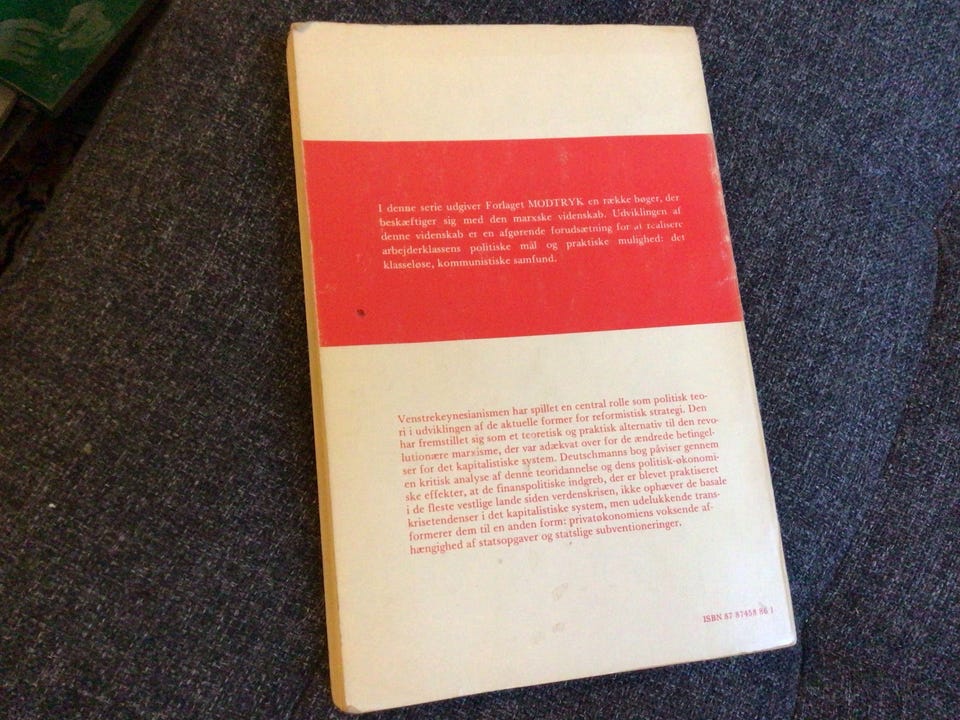 I denne serie udgiver Forlaget MODTRYK en række bøger, der
beskæftiger sig med den marxske videnskab. Udviklingen af
denne videnskab er en afgørende forudsætning for at realisere
arbejderklassens politiske mål og praktiske mulighed: det
klasseløse, kommunistiske samfund.
Venstrekeynesianismen har spillet en central rolle som politisk teo-
ri i udviklingen af de aktuelle former for reformistisk strategi. Den
har fremstillet sig som et teoretisk og praktisk alternativ til den revo-
lutionære marxisme, der var adækvat over for de ændrede betingel-
ser for det kapitalistiske system. Deutschmanns bog påviser gennem
en kritisk analyse af denne teoridannelse og dens politisk-økonomi-
ske effekter, at de finanspolitiske indgreb, der er blevet praktiseret
i de fleste vestlige lande siden verdenskrisen, ikke ophæver de basale
krisetendenser i det kapitalistiske system, men udelukkende trans-
formerer dem til en anden form: privatøkonomiens voksende af-
hængighed af statsopgaver og statslige subventioneringer.
ISBN 87 87458 86 1